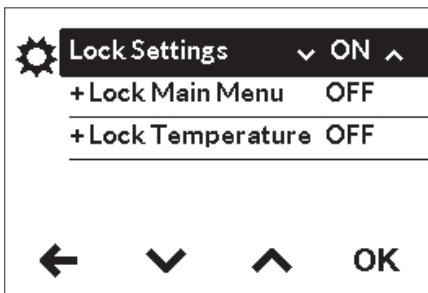 Lock Settings ON
+Lock Main Menu OFF
+Lock Temperature OFF
OK